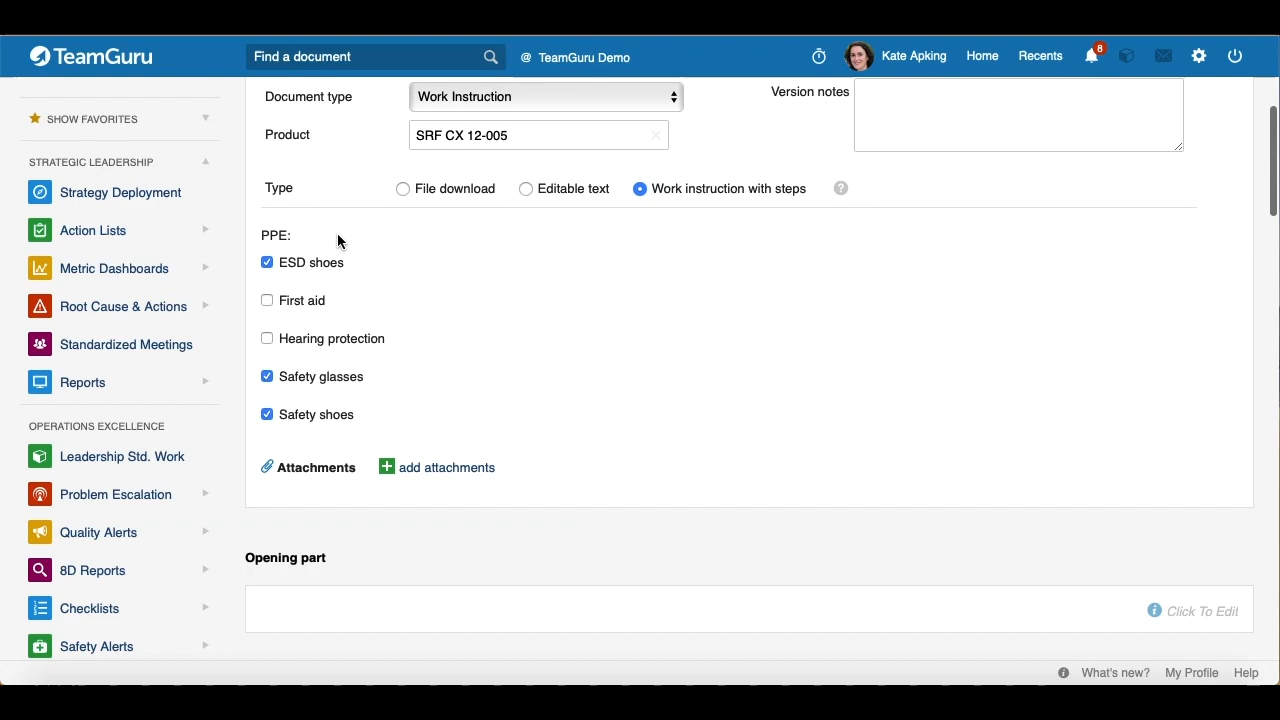 TeamGuru
Find a document
@ TeamGuru Demo
Kate Apking
Home
Recents
8
SHOW FAVORITES
STRATEGIC LEADERSHIP
Strategy Deployment
Action Lists
Metric Dashboards
Root Cause & Actions
Standardized Meetings
Reports
OPERATIONS EXCELLENCE
Leadership Std. Work
Problem Escalation
Quality Alerts
8D Reports
Checklists
Safety Alerts
Document type
Work Instruction
Version notes
Product
SRF CX 12-005
Type
File download
Editable text
Work instruction with steps
?
PPE:
ESD shoes
First aid
Hearing protection
Safety glasses
Safety shoes
Attachments
add attachments
Opening part
Click To Edit
What's new?
My Profile
Help